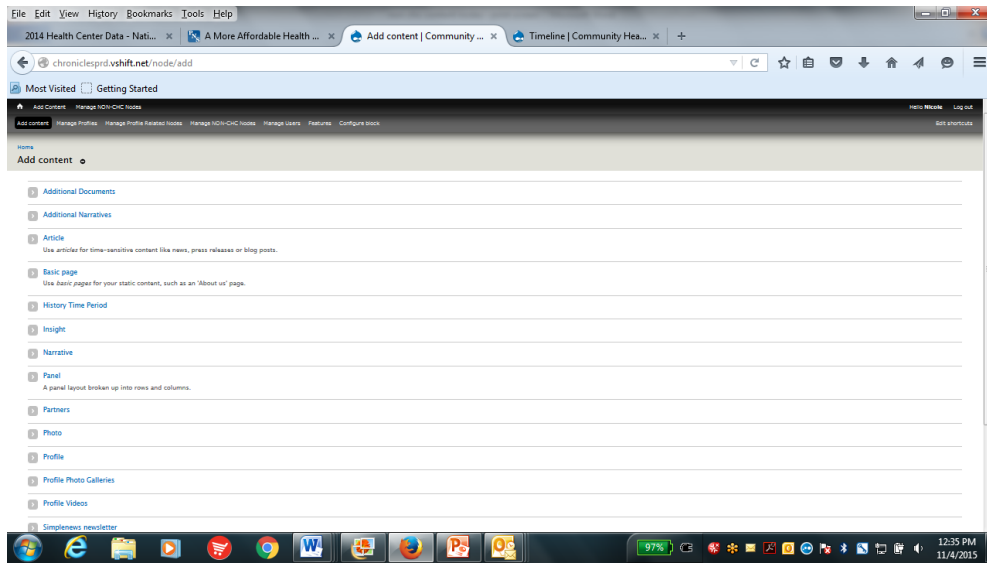 File Edit View History Bookmarks Tools Help
2014 Health Center Data - Nati... × A More Affordable Health ... × Add content | Community ... × Timeline | Community Hea... × +
chroniclesprd.vshift.net/node/add
Most Visited Getting Started
Add Content Manage NON-CHC Nodes Hello Nicole Log out
Add content Manage Profiles Manage Profile Related Nodes Manage NON-CHC Nodes Manage Users Features Configure block Edit shortcuts
Home
Add content
Additional Documents
Additional Narratives
Article
Use articles for time-sensitive content like news, press releases or blog posts.
Basic page
Use basic pages for your static content, such as an 'About us' page.
History Time Period
Insight
Narrative
Panel
A panel layout broken up into rows and columns.
Partners
Photo
Profile
Profile Photo Galleries
Profile Videos
Simplenews newsletter
97% 12:35 PM
11/4/2015